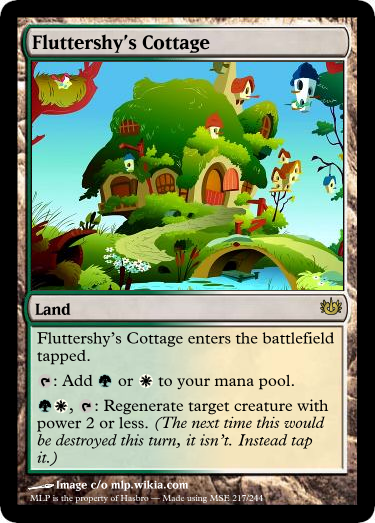 Fluttershy's Cottage
Land
Fluttershy's Cottage enters the battlefield
tapped.
: Add or to your mana pool.
, : Regenerate target creature with
power 2 or less. (The next time this would
be destroyed this turn, it isn't. Instead tap
it.)
Image c/o mlp.wikia.com
MLP is the property of Hasbro — Made using MSE 217/244